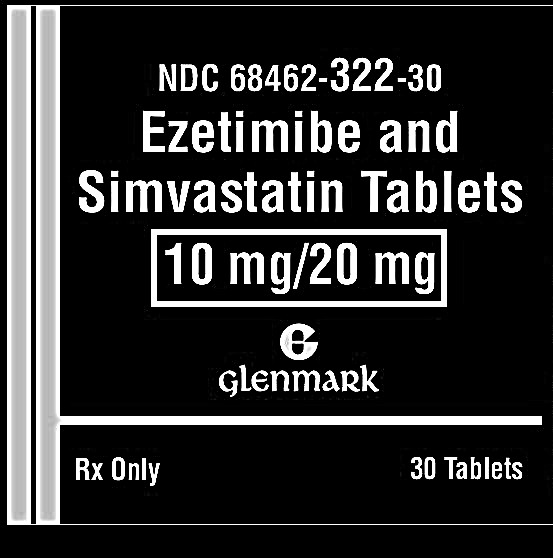 NDC 68462-322-30
Ezetimibe and
Simvastatin Tablets
10 mg/20 mg
G
glenmark
Rx Only
30 Tablets